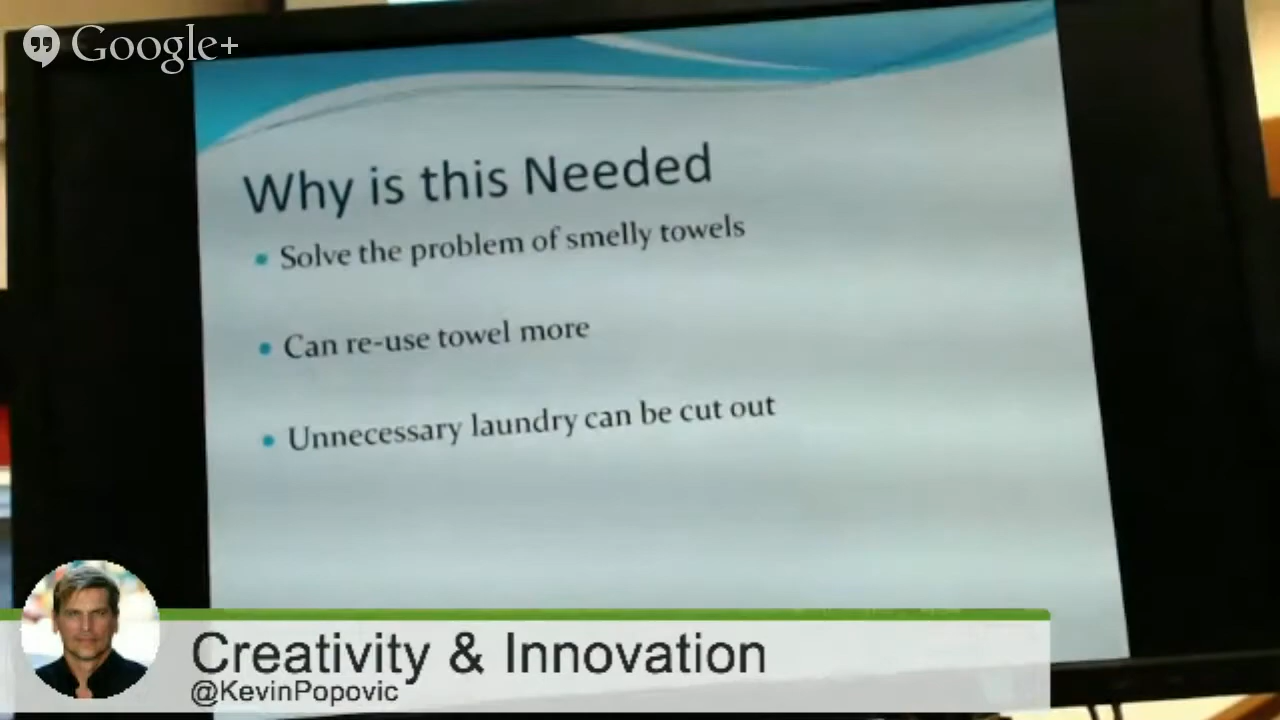 Google+
Why is this Needed
• Solve the problem of smelly towels
• Can re-use towel more
• Unnecessary laundry can be cut out
Creativity & Innovation
@KevinPopovic